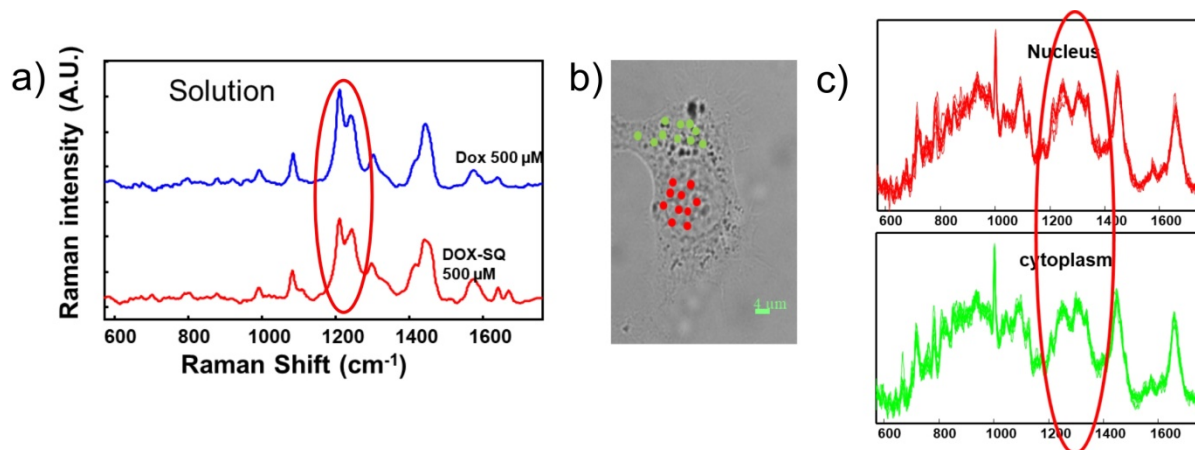 a)
Raman intensity (A.U.)
Solution
Dox 500 µM
DOX-SQ
500 µM
600 800 1000 1200 1400 1600
Raman Shift (cm-1)
b)
4 µm
c)
Nucleus
600 800 1000 1200 1400 1600
cytoplasm
600 800 1000 1200 1400 1600